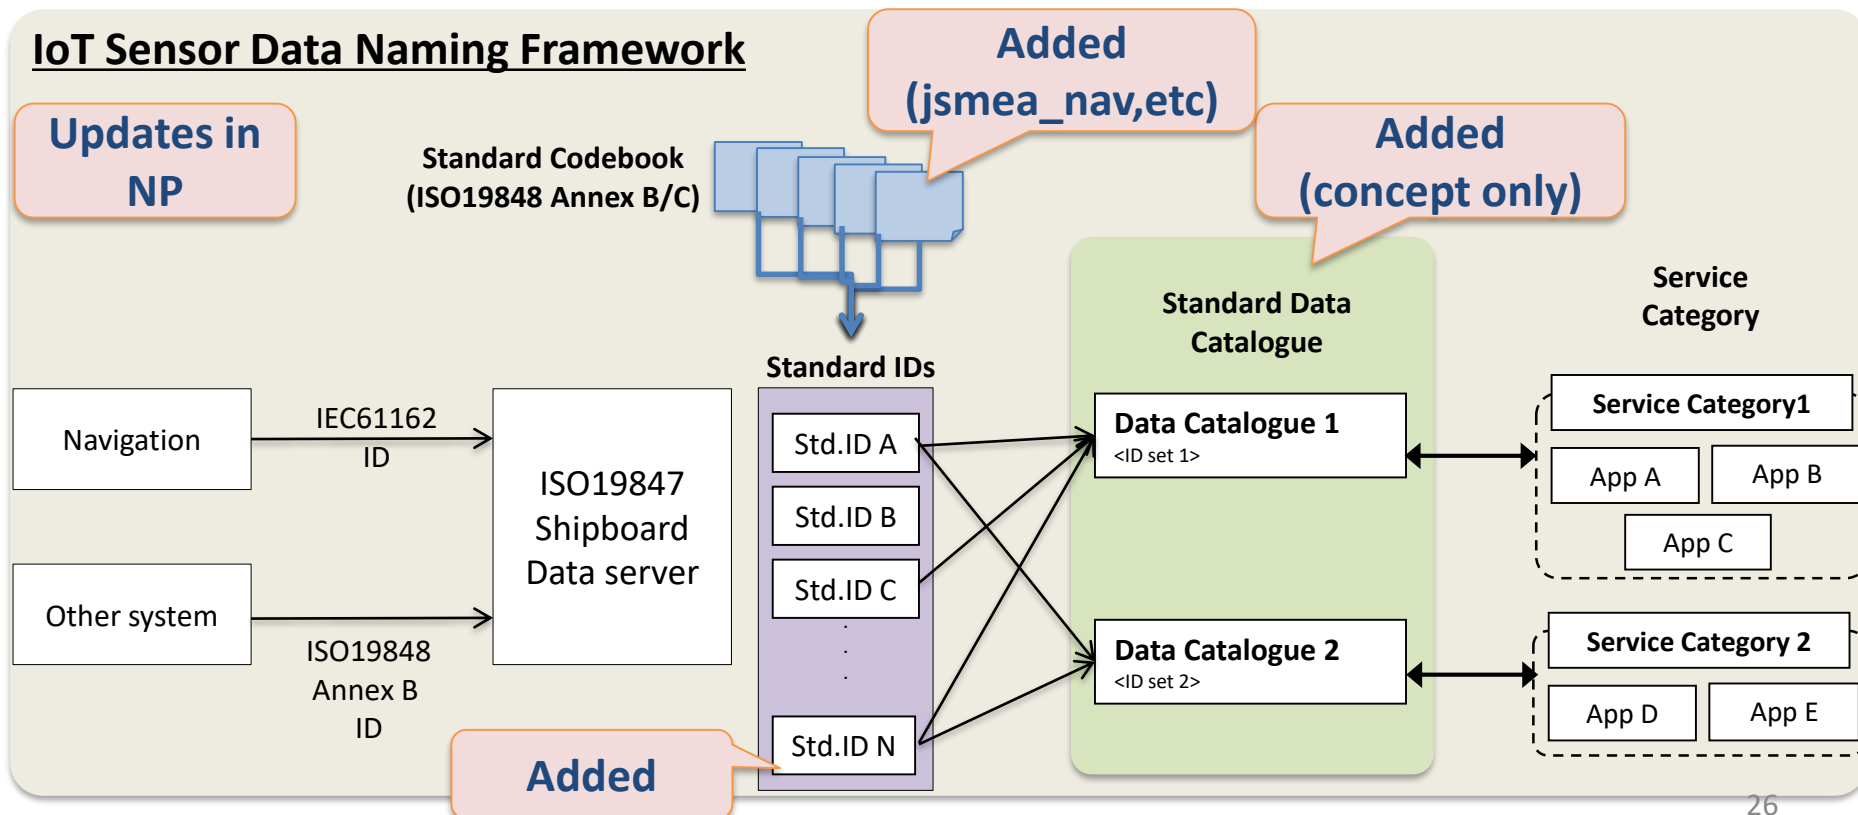 IoT Sensor Data Naming Framework
Updates in
NP
Added
(jsmea_nav,etc)
Added
(concept only)
Standard Codebook
(ISO19848 Annex B/C)
Service
Category
Standard Data
Catalogue
Standard IDs
Navigation
IEC61162
ID
ISO19847
Shipboard
Data server
Other system
ISO19848
Annex B
ID
Std.ID A
Std.ID B
Std.ID C
.
.
.
Std.ID N
Added
Data Catalogue 1
<ID set 1>
Data Catalogue 2
<ID set 2>
Service Category1
App A
App B
App C
Service Category 2
App D
App E
26